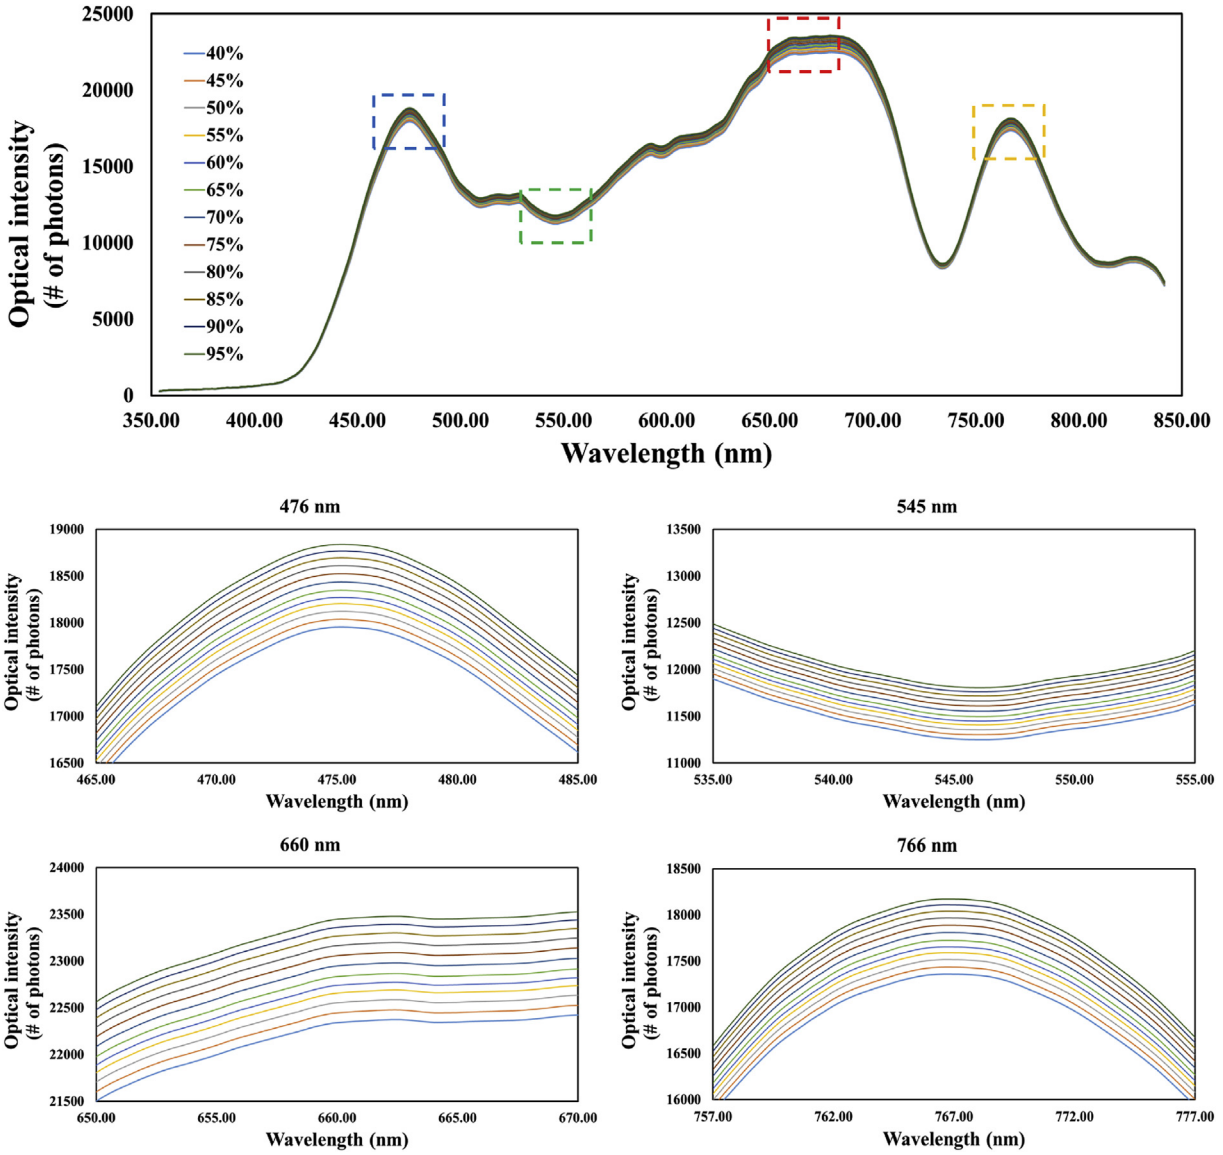 25000
20000
15000
10000
5000
0
Optical intensity
(# of photons)
40%
45%
50%
55%
60%
65%
70%
75%
80%
85%
90%
95%
350.00 400.00 450.00 500.00 550.00 600.00 650.00 700.00 750.00 800.00 850.00
Wavelength (nm)
476 nm
19000
18500
18000
17500
17000
16500
Optical intensity
(# of photons)
465.00 470.00 475.00 480.00 485.00
Wavelength (nm)
545 nm
13500
13000
12500
12000
11500
11000
Optical intensity
(# of photons)
535.00 540.00 545.00 550.00 555.00
Wavelength (nm)
660 nm
24000
23500
23000
22500
22000
21500
Optical intensity
(# of photons)
650.00 655.00 660.00 665.00 670.00
Wavelength (nm)
766 nm
18500
18000
17500
17000
16500
16000
Optical intensity
(# of photons)
757.00 762.00 767.00 772.00 777.00
Wavelength (nm)